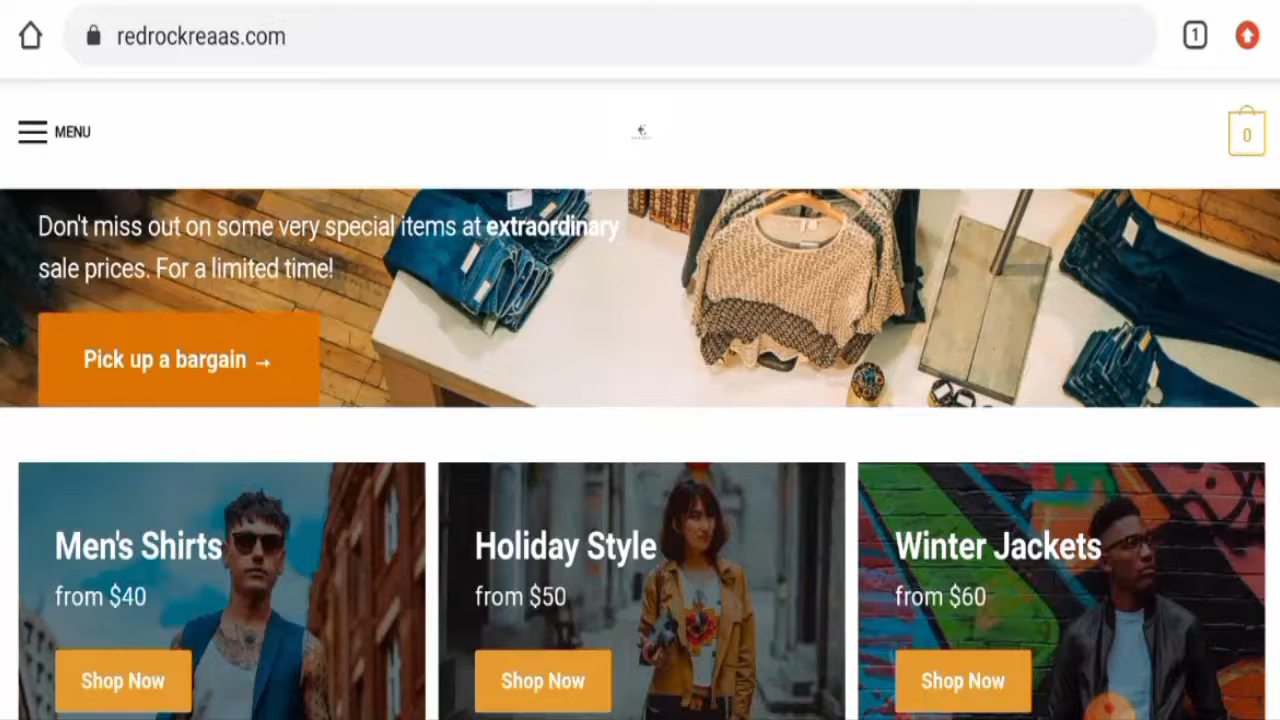 redrockreaas.com
1
MENU
0
Don't miss out on some very special items at extraordinary
sale prices. For a limited time!
Pick up a bargain →
Men's Shirts
from $40
Shop Now
Holiday Style
from $50
Shop Now
Winter Jackets
from $60
Shop Now